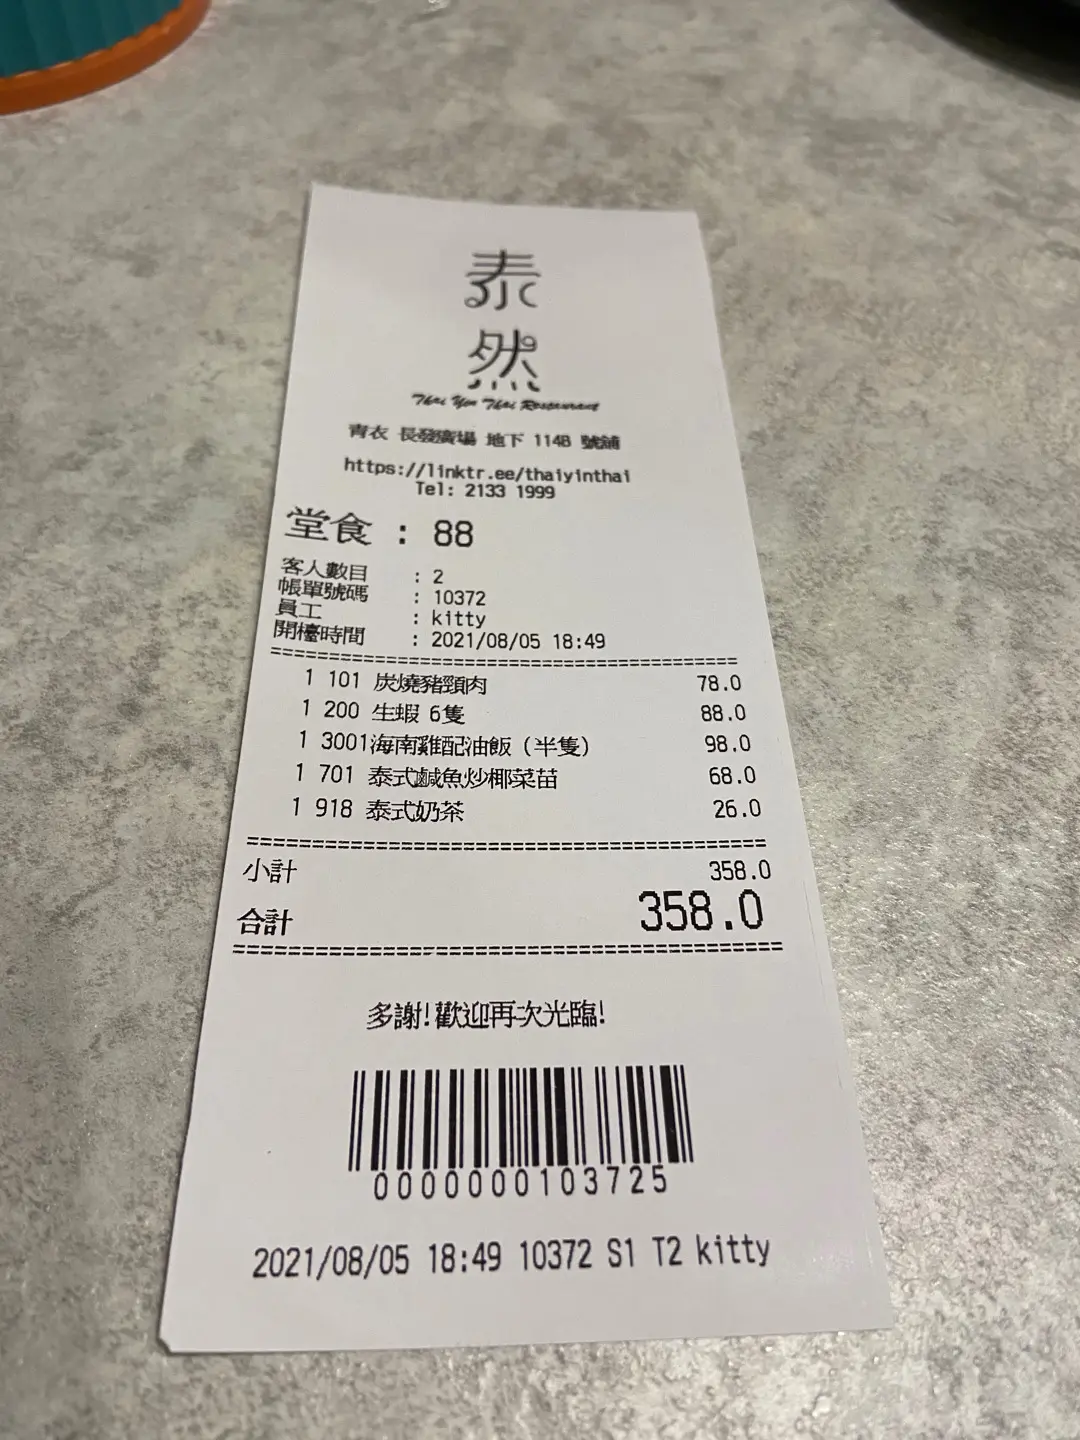 泰
然
Thai Yin Thai Restaurant
青衣 長發廣場 地下 114B 號舖
https://linktr.ee/thaiyinthai
Tel: 2133 1999
堂食 : 88
客人數目 : 2
帳單號碼 : 10372
員工 : kitty
開檯時間 : 2021/08/05 18:49
1 101 炭燒豬頸肉 78.0
1 200 生蝦 6隻 88.0
1 3001海南雞配油飯（半隻） 98.0
1 701 泰式鹹魚炒椰菜苗 68.0
1 918 泰式奶茶 26.0
小計 358.0
合計 358.0
多謝!歡迎再次光臨!
0000000103725
2021/08/05 18:49 10372 S1 T2 kitty